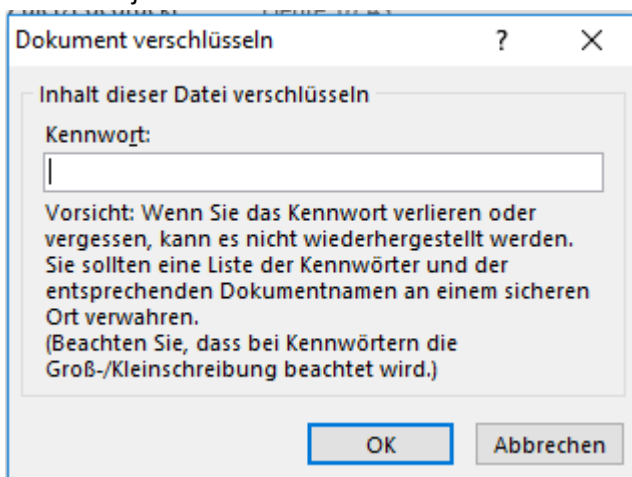 Dokument verschlüsseln ? ✕
Inhalt dieser Datei verschlüsseln
Kennwort:
Vorsicht: Wenn Sie das Kennwort verlieren oder
vergessen, kann es nicht wiederhergestellt werden.
Sie sollten eine Liste der Kennwörter und der
entsprechenden Dokumentnamen an einem sicheren
Ort verwahren.
(Beachten Sie, dass bei Kennwörtern die
Groß-/Kleinschreibung beachtet wird.)
OK Abbrechen